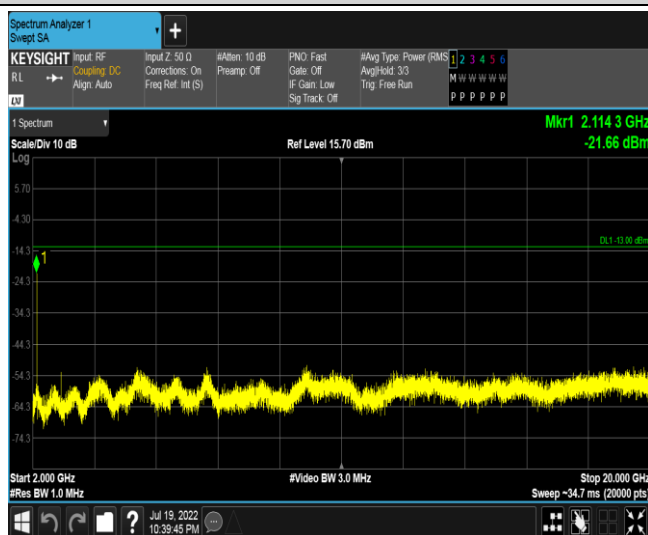 Spectrum Analyzer 1
Swept SA
+
KEYSIGHT
RL
LXI
Input: RF
Coupling: DC
Align: Auto
Input Z: 50 Ω
Corrections: On
Freq Ref: Int (S)
#Atten: 10 dB
Preamp: Off
PNO: Fast
Gate: Off
IF Gain: Low
Sig Track: Off
#Avg Type: Power (RMS
Avg|Hold: 3/3
Trig: Free Run
1 2 3 4 5 6
M W W W W W
P P P P P P
1 Spectrum
Mkr1 2.114 3 GHz
Scale/Div 10 dB
Ref Level 15.70 dBm
-21.66 dBm
Log
5.70
-4.30
DL1 -13.00 dBm
-14.3
1
-24.3
-34.3
-44.3
-54.3
-64.3
-74.3
Start 2.000 GHz
#Video BW 3.0 MHz
Stop 20.000 GHz
#Res BW 1.0 MHz
Sweep ~34.7 ms (20000 pts)
?
Jul 19, 2022
10:39:45 PM